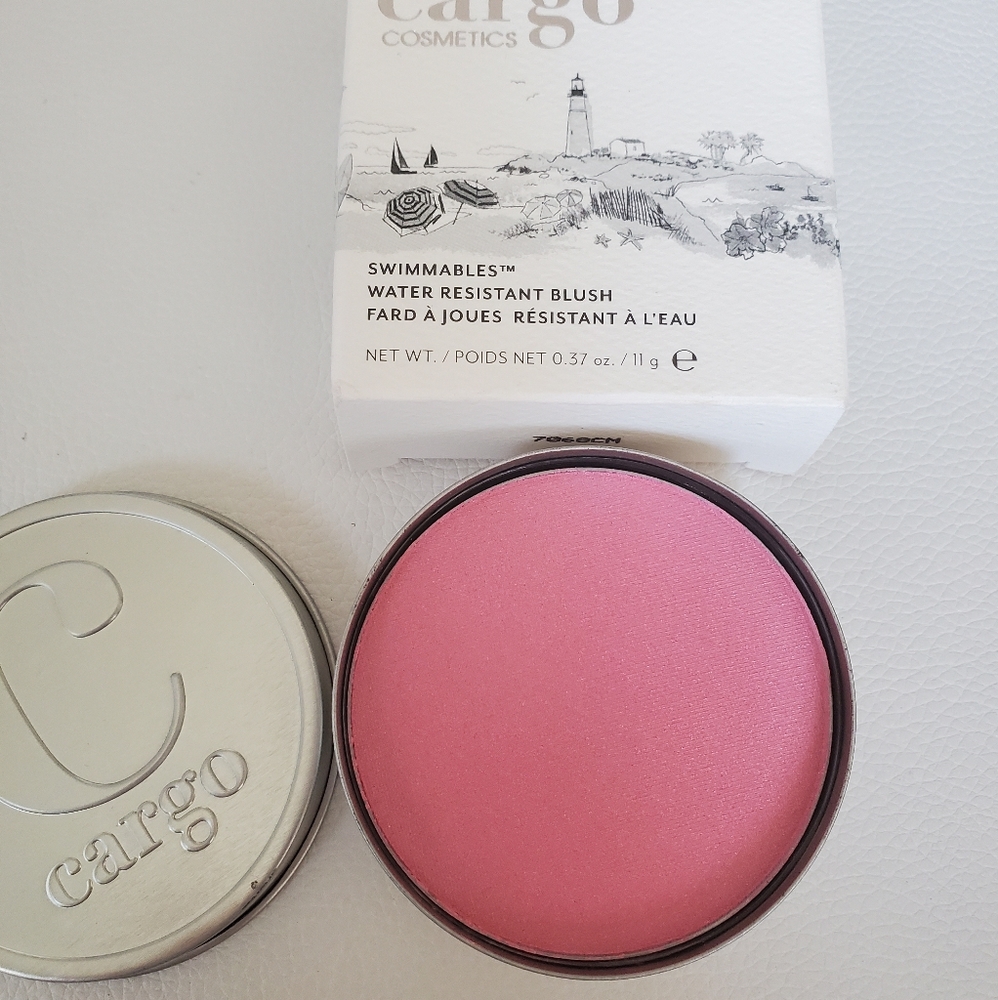 cargo
COSMETICS
SWIMMABLES™
WATER RESISTANT BLUSH
FARD À JOUES RÉSISTANT À L'EAU
NET WT. / POIDS NET 0.37 oz. / 11 g e
7060CM
C
cargo